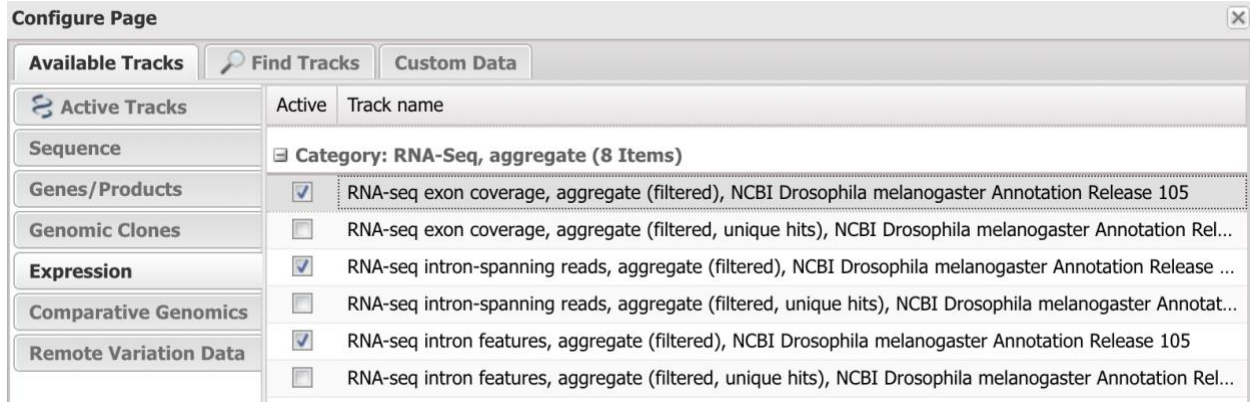 Configure Page
Available Tracks Find Tracks Custom Data
Active Tracks Active Track name
Sequence Category: RNA-Seq, aggregate (8 Items)
Genes/Products RNA-seq exon coverage, aggregate (filtered), NCBI Drosophila melanogaster Annotation Release 105
Genomic Clones RNA-seq exon coverage, aggregate (filtered, unique hits), NCBI Drosophila melanogaster Annotation Rel...
Expression RNA-seq intron-spanning reads, aggregate (filtered), NCBI Drosophila melanogaster Annotation Release ...
Comparative Genomics RNA-seq intron-spanning reads, aggregate (filtered, unique hits), NCBI Drosophila melanogaster Annotat...
Remote Variation Data RNA-seq intron features, aggregate (filtered), NCBI Drosophila melanogaster Annotation Release 105
RNA-seq intron features, aggregate (filtered, unique hits), NCBI Drosophila melanogaster Annotation Rel...